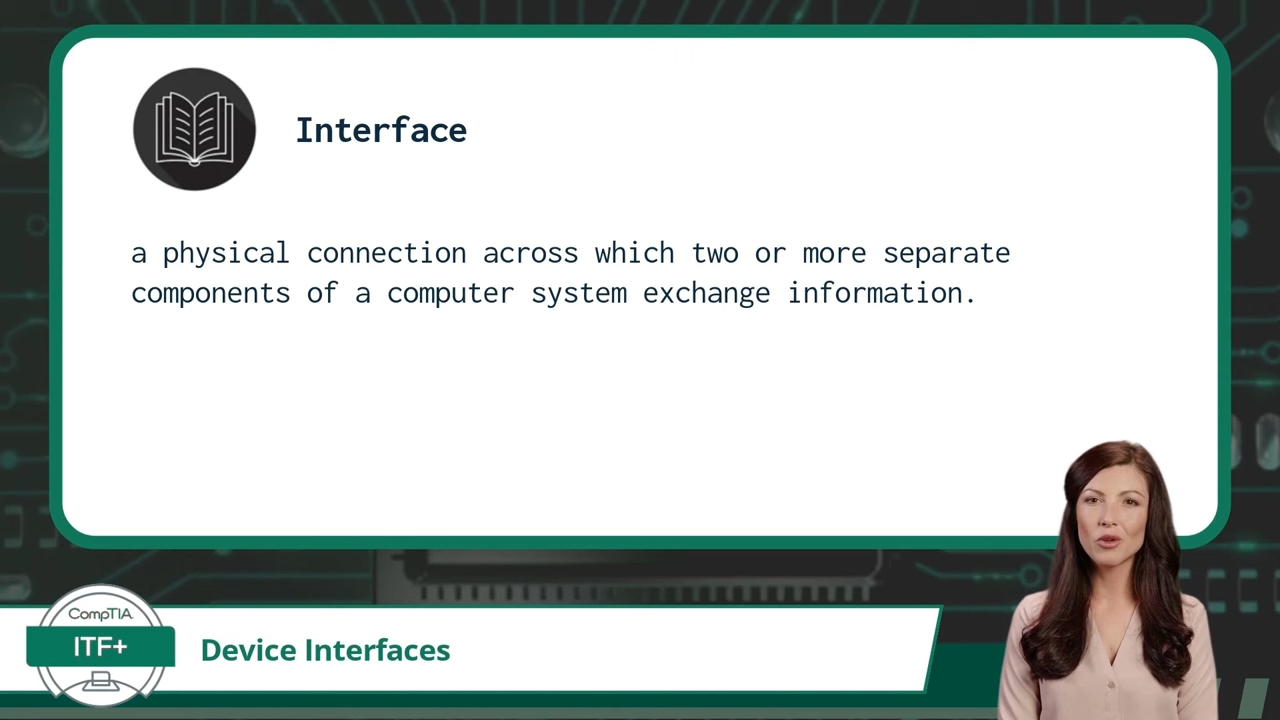 Interface
a physical connection across which two or more separate
components of a computer system exchange information.
CompTIA
ITF+
Device Interfaces